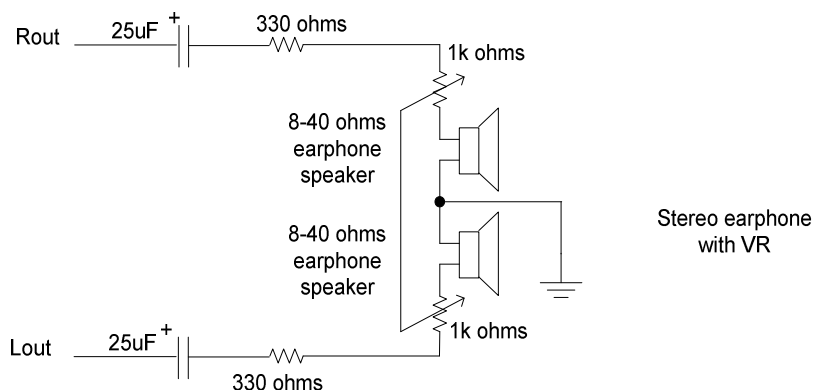 Rout
25uF
+
330 ohms
1k ohms
8-40 ohms
earphone
speaker
Stereo earphone
with VR
8-40 ohms
earphone
speaker
1k ohms
Lout
25uF
+
330 ohms